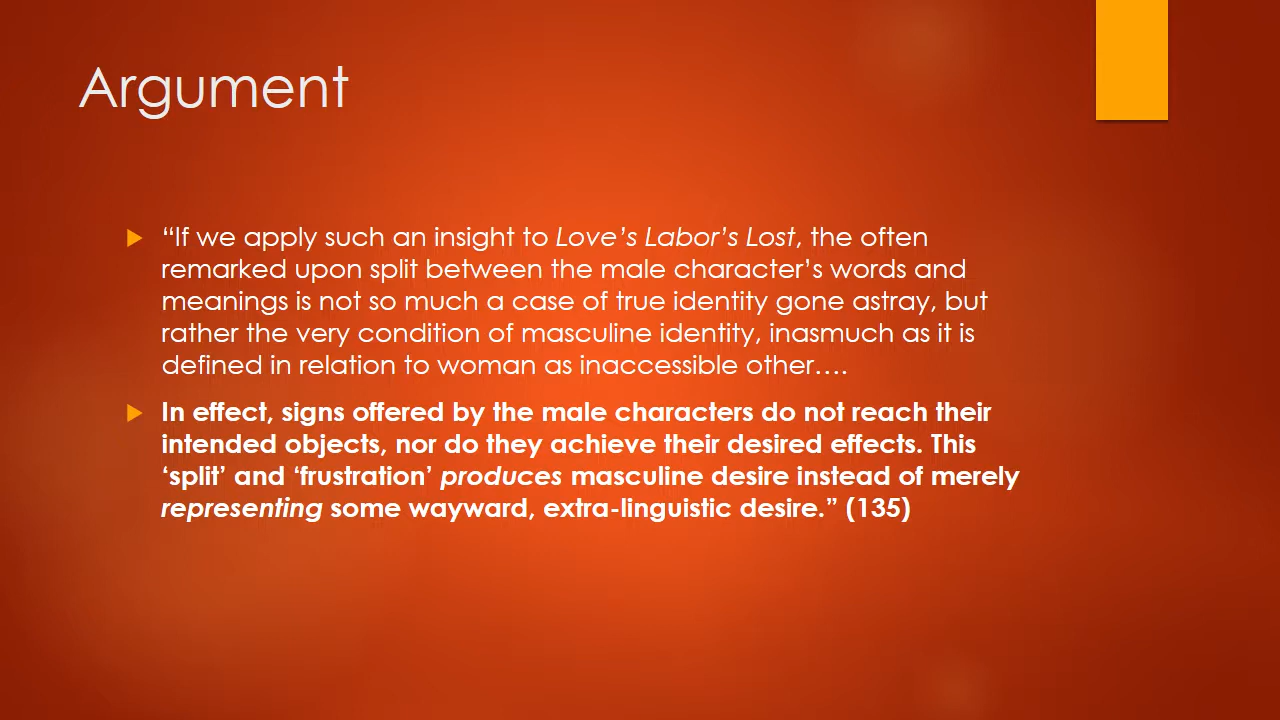 Argument
“If we apply such an insight to Love’s Labor’s Lost, the often
remarked upon split between the male character’s words and
meanings is not so much a case of true identity gone astray, but
rather the very condition of masculine identity, inasmuch as it is
defined in relation to woman as inaccessible other….
In effect, signs offered by the male characters do not reach their
intended objects, nor do they achieve their desired effects. This
‘split’ and ‘frustration’ produces masculine desire instead of merely
representing some wayward, extra-linguistic desire.” (135)